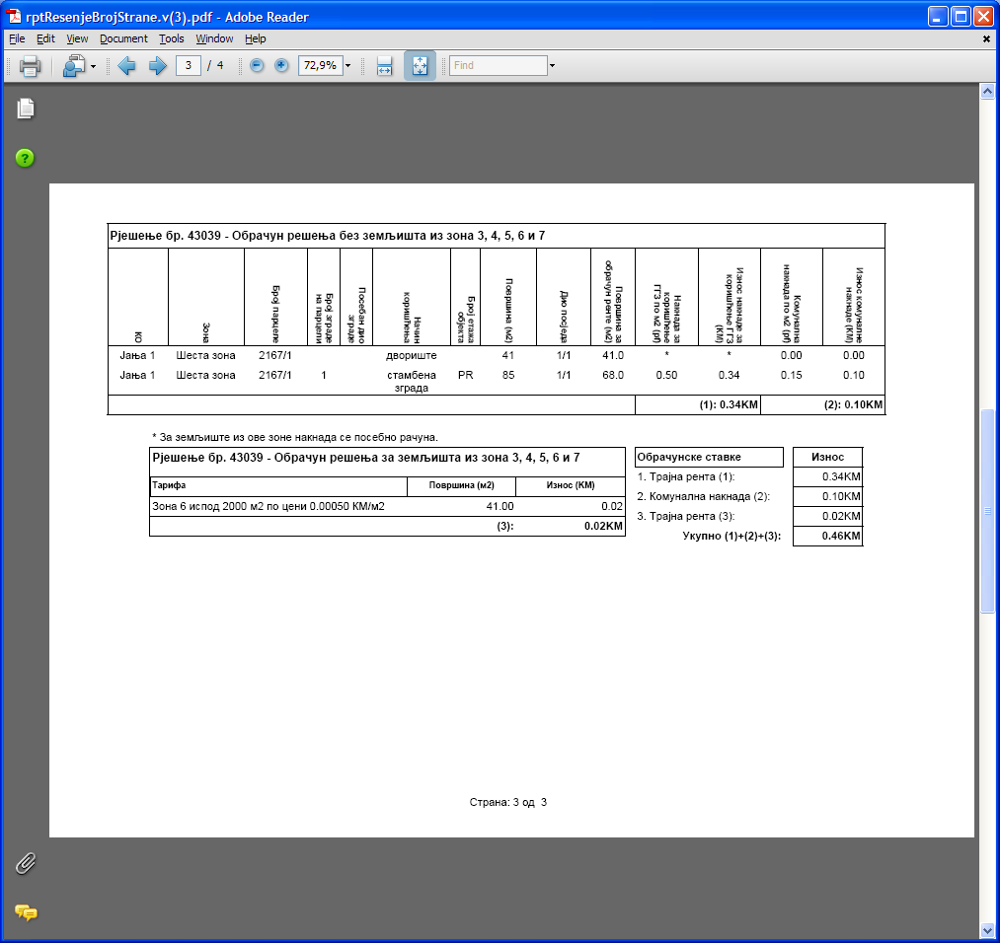 rptResenjeBrojStrane.v(3).pdf - Adobe Reader
File Edit View Document Tools Window Help
3 / 4 72,9% Find
Рјешење бр. 43039 - Обрачун решења без земљишта из зона 3, 4, 5, 6 и 7
КО
Зона
Број парцеле
Број зграде
на парцели
Посебан дио
зграде
Начин
коришћења
Број етажа
објекта
Површина (м2)
Дио посједа
Површина за
обрачун ренте (м2)
Накнада за
коришћење
ГГЗ по м2 (pf)
Износ накнаде за
коришћење ГГЗ
(КМ)
Комунална
накнада по м2 (pf)
Износ комуналне
накнаде (КМ)
Јања 1 Шеста зона 2167/1 двориште 41 1/1 41.0 * * 0.00 0.00
Јања 1 Шеста зона 2167/1 1 стамбена PR 85 1/1 68.0 0.50 0.34 0.15 0.10
зграда
(1): 0.34KM (2): 0.10KM
* За земљиште из ове зоне накнада се посебно рачуна.
Рјешење бр. 43039 - Обрачун решења за земљишта из зона 3, 4, 5, 6 и 7
Тарифа Површина (м2) Износ (KM)
Зона 6 испод 2000 м2 по цени 0.00050 КМ/м2 41.00 0.02
(3): 0.02KM
Обрачунске ставке Износ
1. Трајна рента (1): 0.34KM
2. Комунална накнада (2): 0.10KM
3. Трајна рента (3): 0.02KM
Укупно (1)+(2)+(3): 0.46KM
Страна: 3 од 3